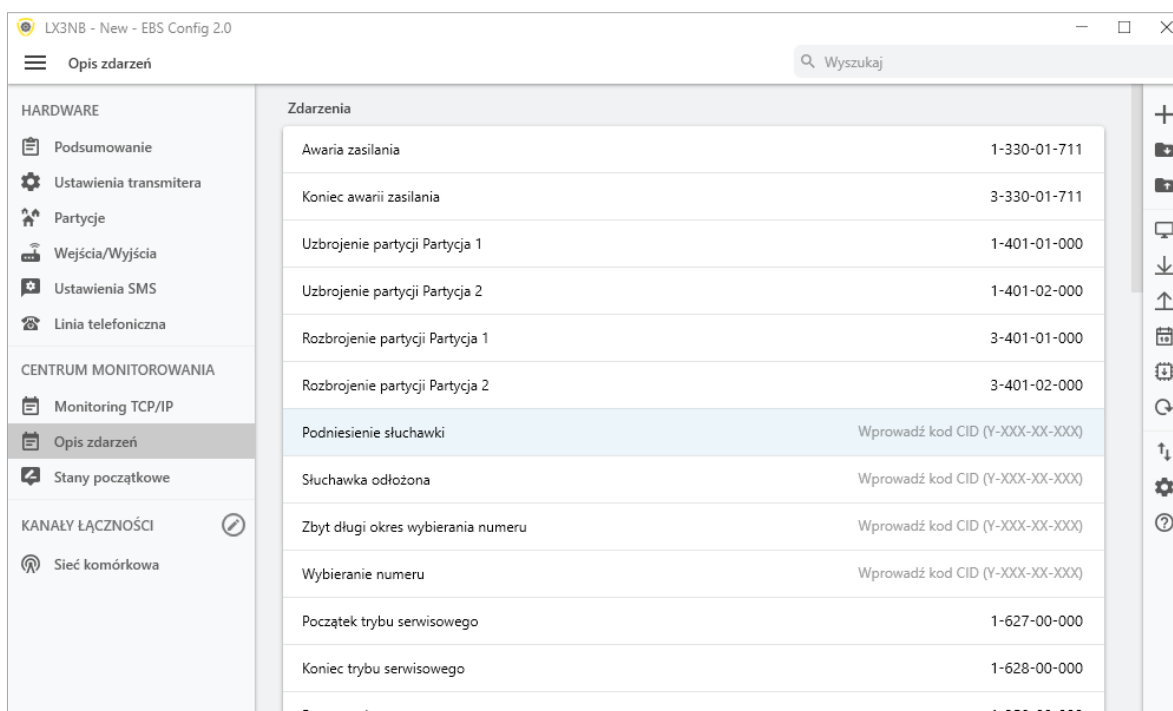 LX3NB - New - EBS Config 2.0
Opis zdarzeń
Wyszukaj
HARDWARE
Podsumowanie
Ustawienia transmitera
Partycje
Wejścia/Wyjścia
Ustawienia SMS
Linia telefoniczna
CENTRUM MONITOROWANIA
Monitoring TCP/IP
Opis zdarzeń
Stany początkowe
KANAŁY ŁĄCZNOŚCI
Sieć komórkowa
Zdarzenia
Awaria zasilania 1-330-01-711
Koniec awarii zasilania 3-330-01-711
Uzbrojenie partycji Partycja 1 1-401-01-000
Uzbrojenie partycji Partycja 2 1-401-02-000
Rozbrojenie partycji Partycja 1 3-401-01-000
Rozbrojenie partycji Partycja 2 3-401-02-000
Podniesienie słuchawki Wprowadź kod CID (Y-XXX-XX-XXX)
Słuchawka odłożona Wprowadź kod CID (Y-XXX-XX-XXX)
Zbyt długi okres wybierania numeru Wprowadź kod CID (Y-XXX-XX-XXX)
Wybieranie numeru Wprowadź kod CID (Y-XXX-XX-XXX)
Początek trybu serwisowego 1-627-00-000
Koniec trybu serwisowego 1-628-00-000